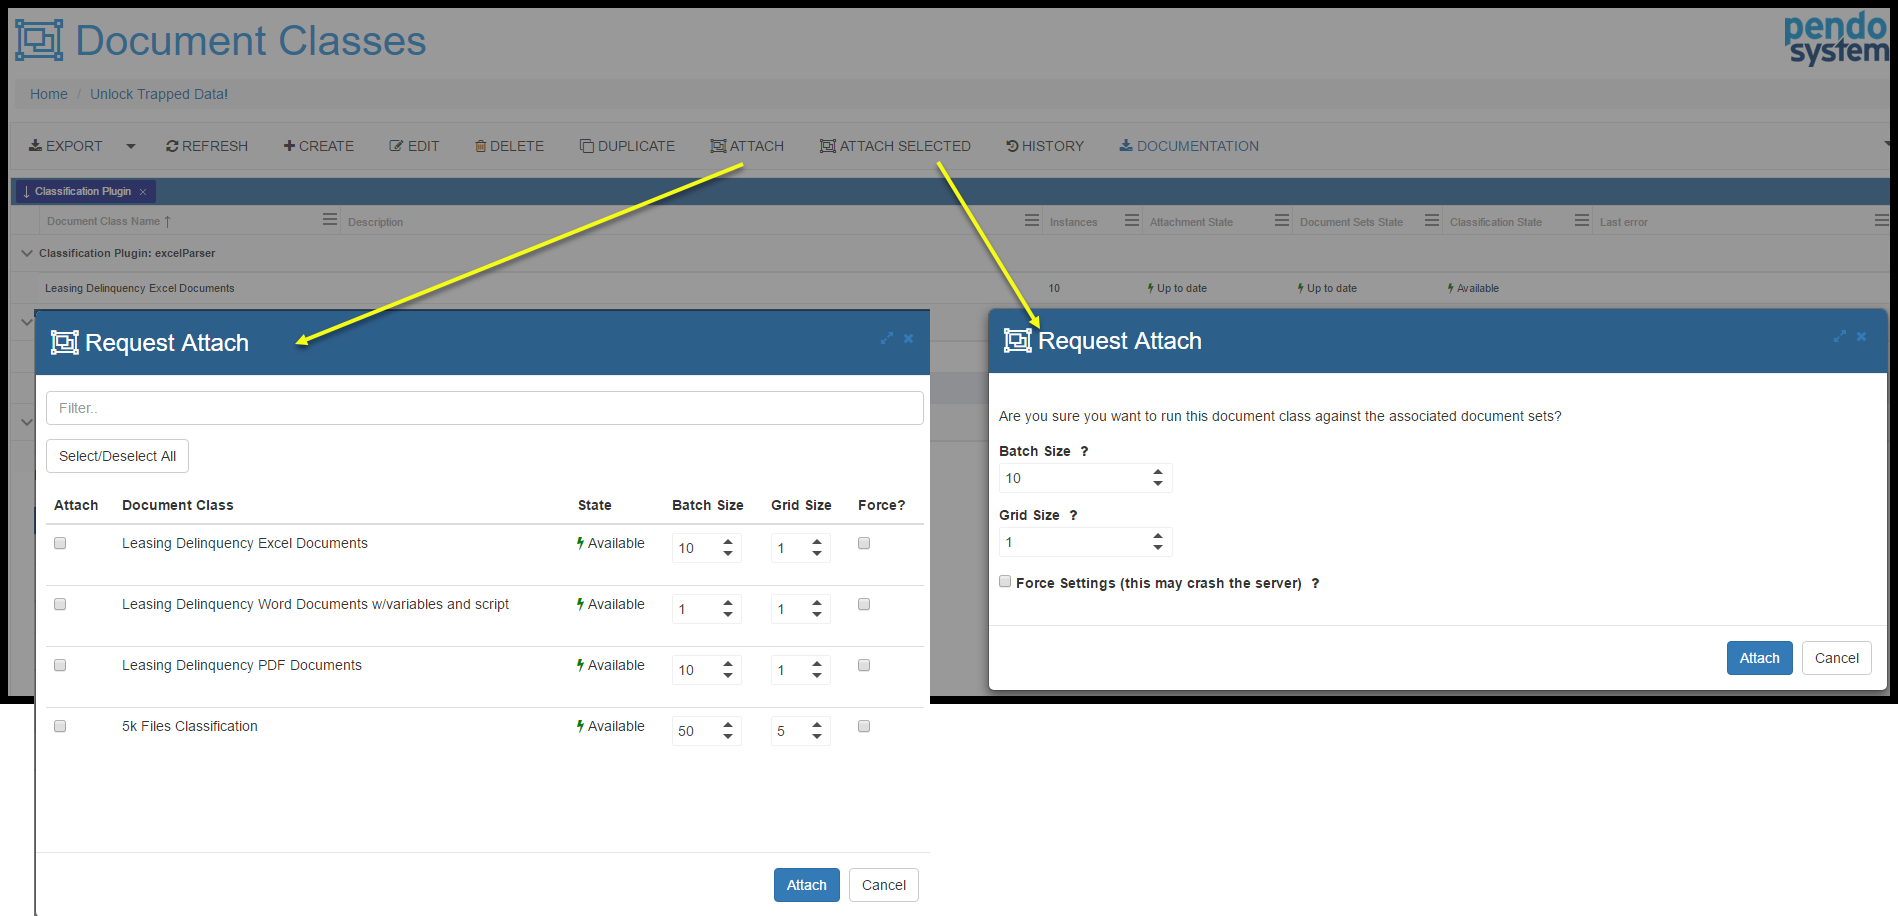 Document Classes
pendo
system
Home / Unlock Trapped Data!
EXPORT REFRESH CREATE EDIT DELETE DUPLICATE ATTACH ATTACH SELECTED HISTORY DOCUMENTATION
↓ Classification Plugin ×
Document Class Name ↑ Description Instances Attachment State Document Sets State Classification State Last error
Classification Plugin: excelParser
Leasing Delinquency Excel Documents 10 Up to date Up to date Available
Request Attach
Filter..
Select/Deselect All
Attach Document Class State Batch Size Grid Size Force?
Leasing Delinquency Excel Documents Available 10 1
Leasing Delinquency Word Documents w/variables and script Available 1 1
Leasing Delinquency PDF Documents Available 10 1
5k Files Classification Available 50 5
Attach Cancel
Request Attach
Are you sure you want to run this document class against the associated document sets?
Batch Size ?
10
Grid Size ?
1
Force Settings (this may crash the server) ?
Attach Cancel